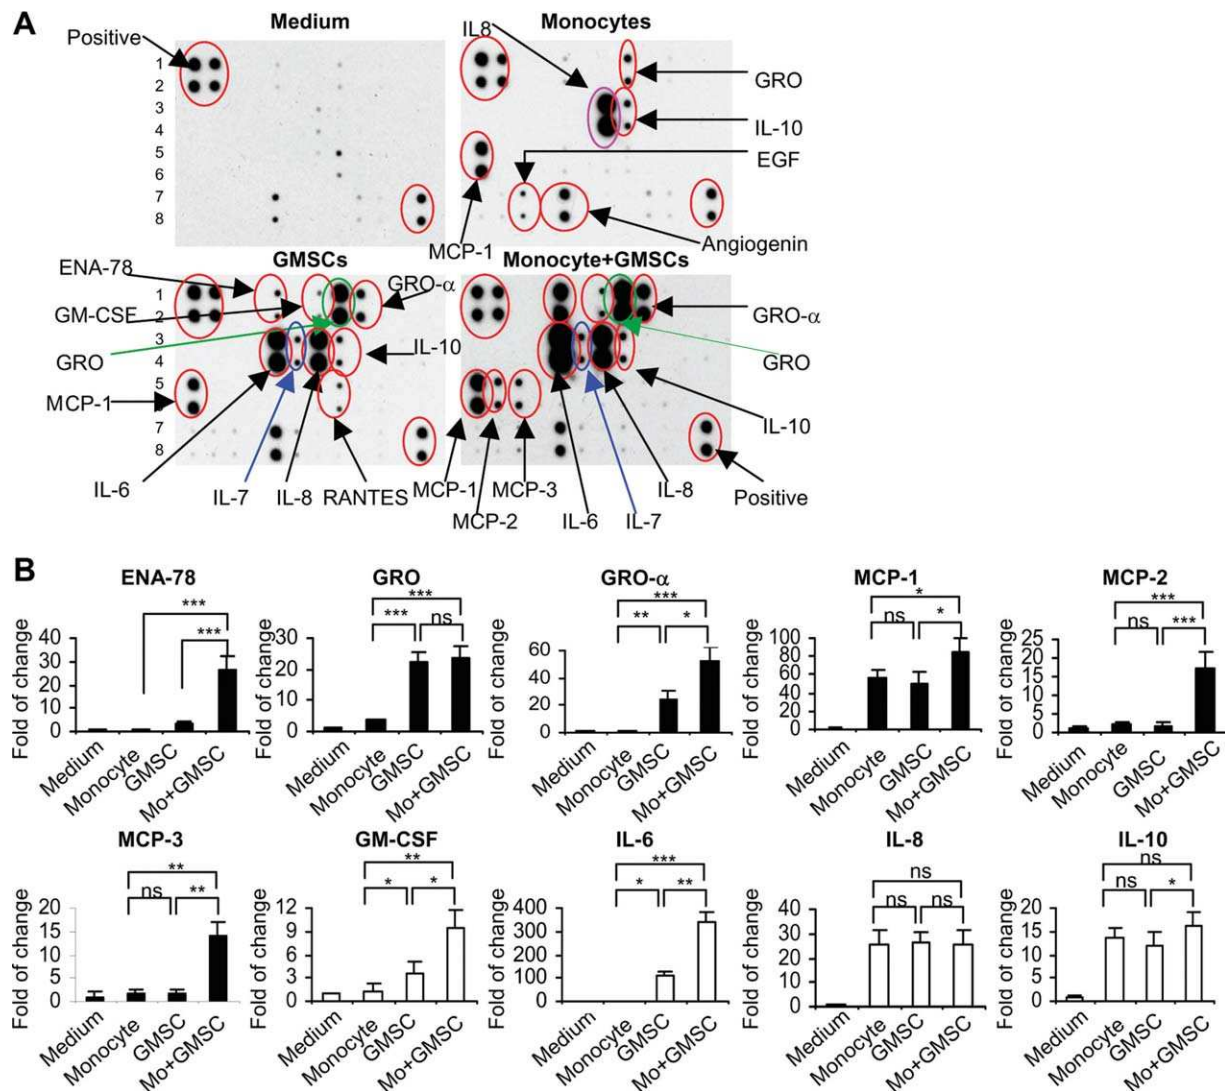 A
Medium
Monocytes
Positive
IL8
1
2
3
4
5
6
7
8
GRO
IL-10
EGF
MCP-1
Angiogenin
GMSCs
Monocyte+GMSCs
ENA-78
GM-CSF
GRO-α
GRO
IL-10
MCP-1
1
2
3
4
5
7
8
GRO-α
GRO
IL-10
IL-6
IL-7
IL-8
RANTES
MCP-1
MCP-2
MCP-3
IL-6
IL-7
IL-8
Positive
B
ENA-78
Fold of change
40
30
20
10
0
***
***
Medium
Monocyte
GMSC
Mo+GMSC
GRO
Fold of change
30
20
10
0
***
***
ns
Medium
Monocyte
GMSC
Mo+GMSC
GRO-α
Fold of change
60
40
20
0
***
**
*
Medium
Monocyte
GMSC
Mo+GMSC
MCP-1
Fold of change
100
80
60
40
20
0
*
ns
*
Medium
Monocyte
GMSC
Mo+GMSC
MCP-2
Fold of change
25
20
15
10
5
0
***
ns
***
Medium
Monocyte
GMSC
Mo+GMSC
MCP-3
Fold of change
20
15
10
5
0
**
ns
**
Medium
Monocyte
GMSC
Mo+GMSC
GM-CSF
Fold of change
12
9
6
3
0
**
*
*
Medium
Monocyte
GMSC
Mo+GMSC
IL-6
Fold of change
500
400
300
200
100
0
***
*
**
Medium
Monocyte
GMSC
Mo+GMSC
IL-8
Fold of change
40
30
20
10
0
ns
ns
ns
Medium
Monocyte
GMSC
Mo+GMSC
IL-10
Fold of change
20
15
10
5
0
ns
ns
*
Medium
Monocyte
GMSC
Mo+GMSC